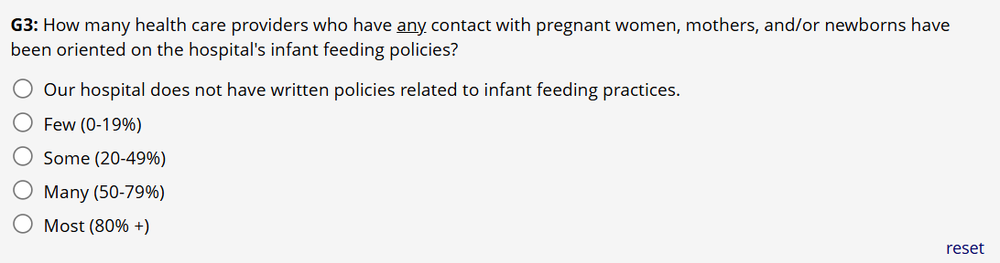 G3: How many health care providers who have any contact with pregnant women, mothers, and/or newborns have
been oriented on the hospital's infant feeding policies?
Our hospital does not have written policies related to infant feeding practices.
Few (0-19%)
Some (20-49%)
Many (50-79%)
Most (80% +)
reset